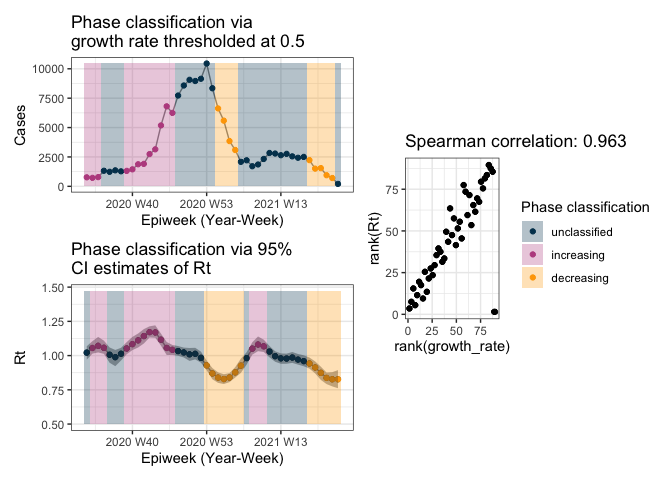 Phase classification via
growth rate thresholded at 0.5
Cases
10000
7500
5000
2500
0
2020 W40 2020 W53 2021 W13
Epiweek (Year-Week)
Phase classification via 95%
CI estimates of Rt
Rt
1.50
1.25
1.00
0.75
0.50
2020 W40 2020 W53 2021 W13
Epiweek (Year-Week)
Spearman correlation: 0.963
rank(Rt)
75
50
25
0
0 25 50 75
rank(growth_rate)
Phase classification
unclassified
increasing
decreasing